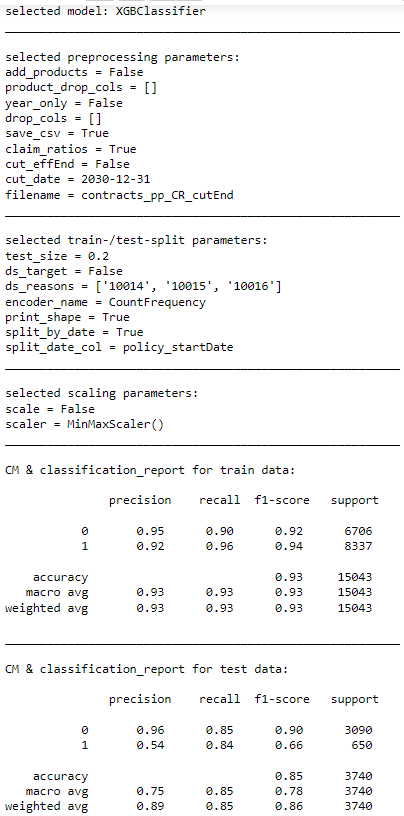 selected model: XGBClassifier
selected preprocessing parameters:
add_products = False
product_drop_cols = []
year_only = False
drop_cols = []
save_csv = True
claim_ratios = True
cut_effEnd = False
cut_date = 2030-12-31
filename = contracts_pp_CR_cutEnd
selected train-/test-split parameters:
test_size = 0.2
ds_target = False
ds_reasons = ['10014', '10015', '10016']
encoder_name = CountFrequency
print_shape = True
split_by_date = True
split_date_col = policy_startDate
selected scaling parameters:
scale = False
scaler = MinMaxScaler()
CM & classification_report for train data:
precision recall f1-score support
0 0.95 0.90 0.92 6706
1 0.92 0.96 0.94 8337
accuracy 0.93 15043
macro avg 0.93 0.93 0.93 15043
weighted avg 0.93 0.93 0.93 15043
CM & classification_report for test data:
precision recall f1-score support
0 0.96 0.85 0.90 3090
1 0.54 0.84 0.66 650
accuracy 0.85 3740
macro avg 0.75 0.85 0.78 3740
weighted avg 0.89 0.85 0.86 3740